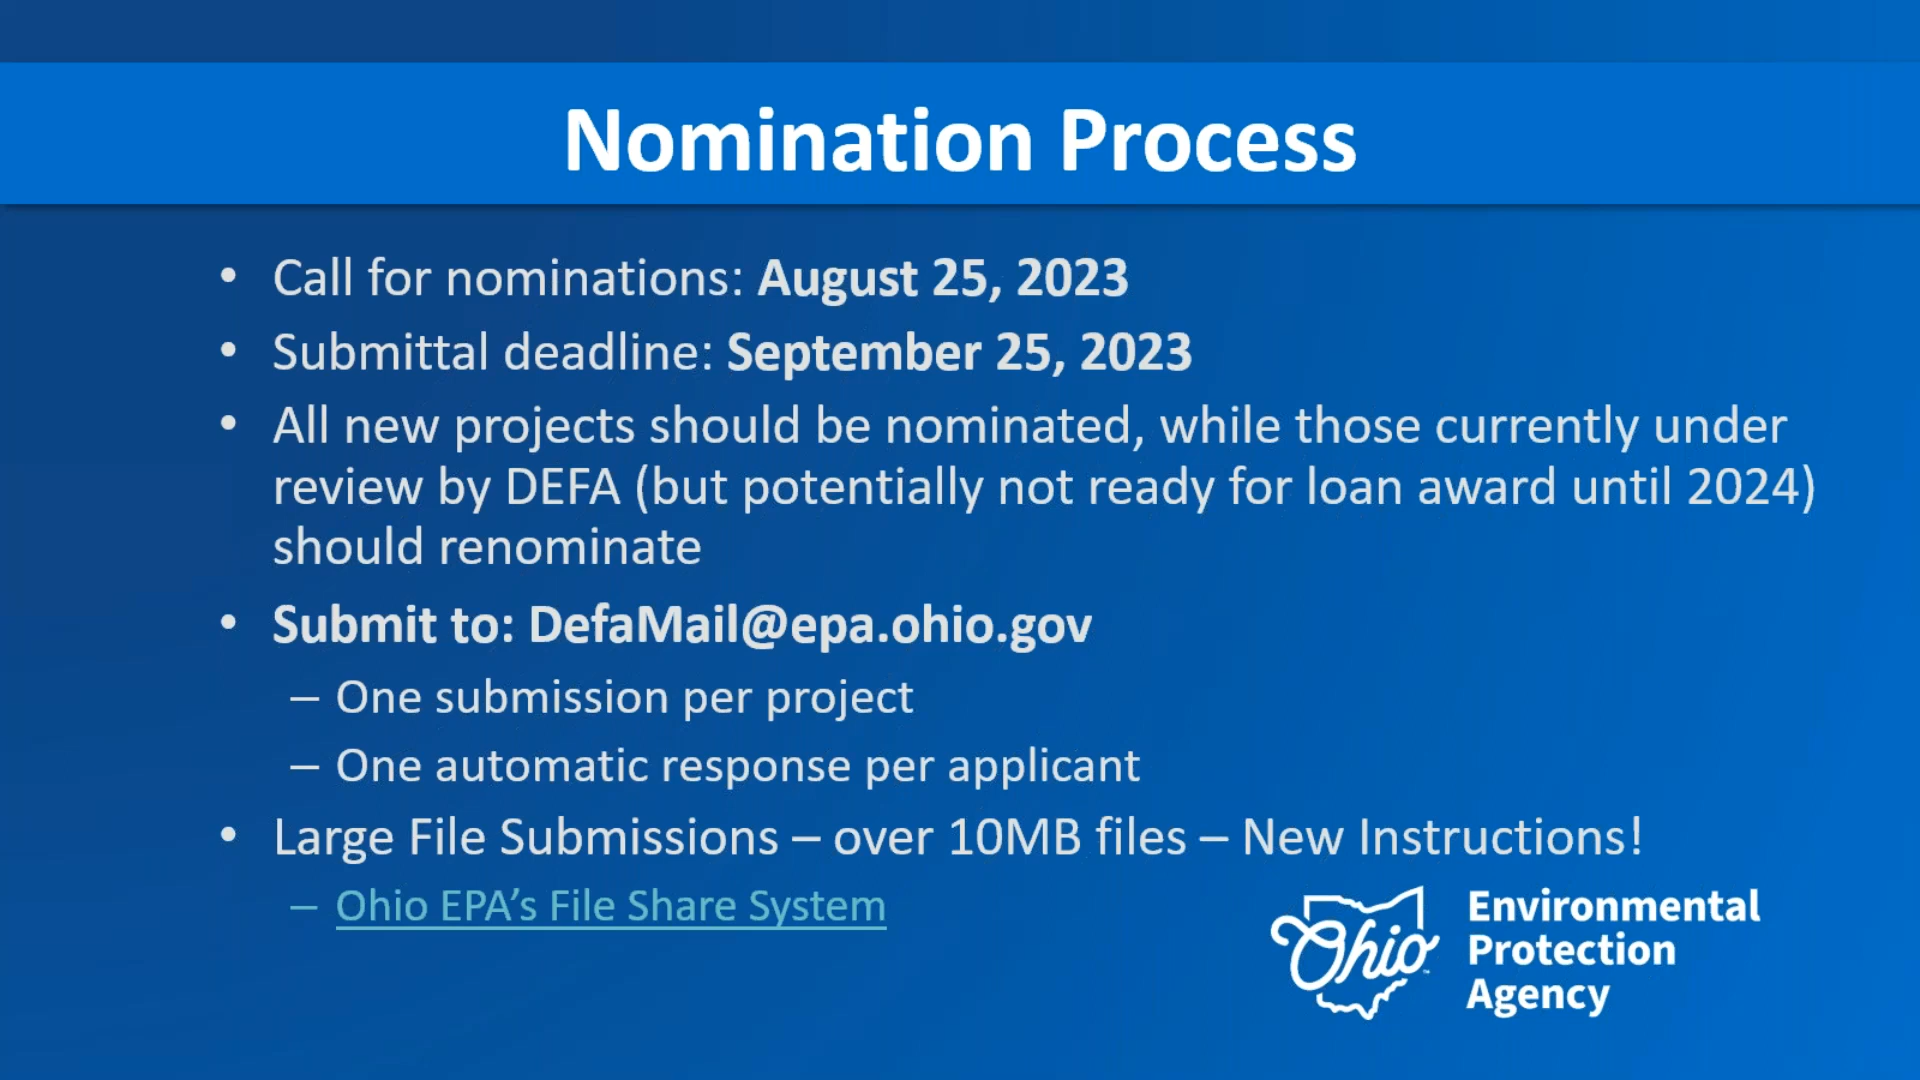 Nomination Process
• Call for nominations: August 25, 2023
• Submittal deadline: September 25, 2023
• All new projects should be nominated, while those currently under
review by DEFA (but potentially not ready for loan award until 2024)
should renominate
• Submit to: DefaMail@epa.ohio.gov
– One submission per project
– One automatic response per applicant
• Large File Submissions – over 10MB files – New Instructions!
– Ohio EPA’s File Share System
Ohio
Environmental
Protection
Agency